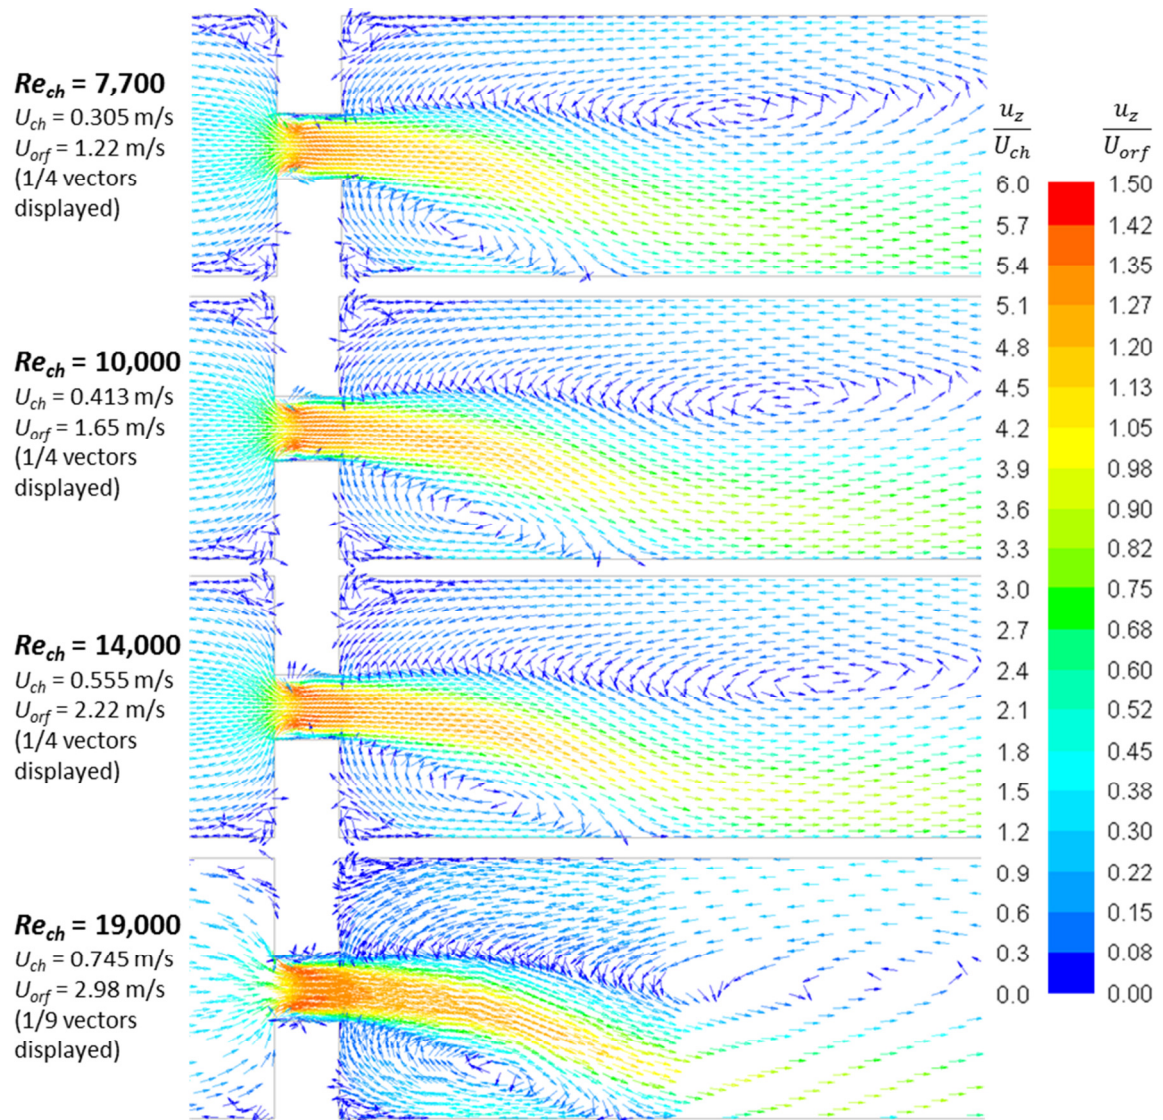 Re_ch = 7,700
U_ch = 0.305 m/s
U_orf = 1.22 m/s
(1/4 vectors
displayed)
Re_ch = 10,000
U_ch = 0.413 m/s
U_orf = 1.65 m/s
(1/4 vectors
displayed)
Re_ch = 14,000
U_ch = 0.555 m/s
U_orf = 2.22 m/s
(1/4 vectors
displayed)
Re_ch = 19,000
U_ch = 0.745 m/s
U_orf = 2.98 m/s
(1/9 vectors
displayed)
u_z/U_ch u_z/U_orf
6.0 1.50
5.7 1.42
5.4 1.35
5.1 1.27
4.8 1.20
4.5 1.13
4.2 1.05
3.9 0.98
3.6 0.90
3.3 0.82
3.0 0.75
2.7 0.68
2.4 0.60
2.1 0.52
1.8 0.45
1.5 0.38
1.2 0.30
0.9 0.22
0.6 0.15
0.3 0.08
0.0 0.00